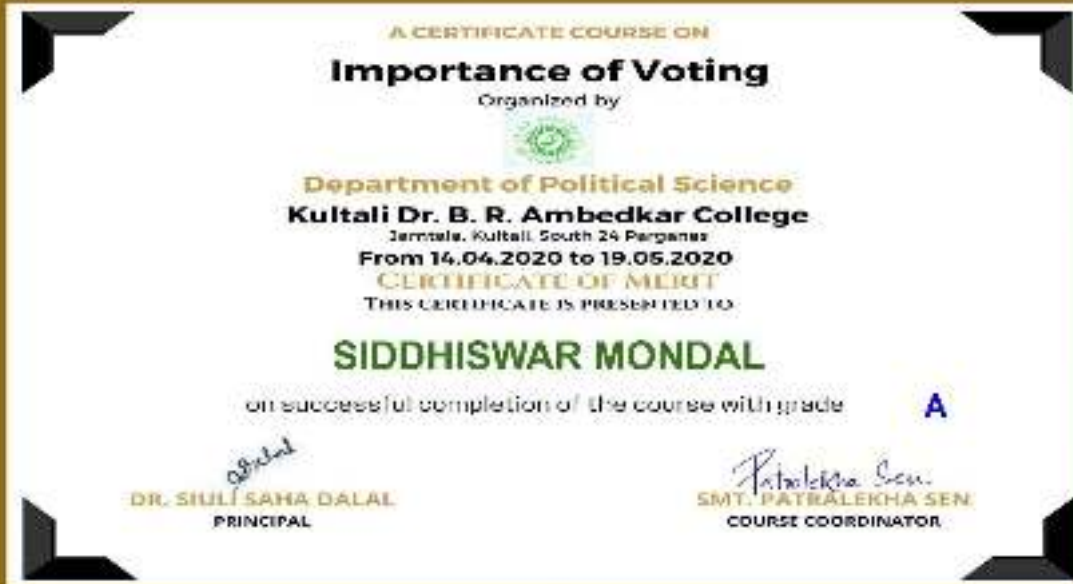 A CERTIFICATE COURSE ON
Importance of Voting
Organized by
Department of Political Science
Kultali Dr. B. R. Ambedkar College
Jamtala, Kultali, South 24 Parganas
From 14.04.2020 to 19.05.2020
CERTIFICATE OF MERIT
THIS CERTIFICATE IS PRESENTED TO
SIDDHISWAR MONDAL
on successful completion of the course with grade A
Patralekha Sen.
DR. SIULI SAHA DALAL SMT. PATRALEKHA SEN
PRINCIPAL COURSE COORDINATOR